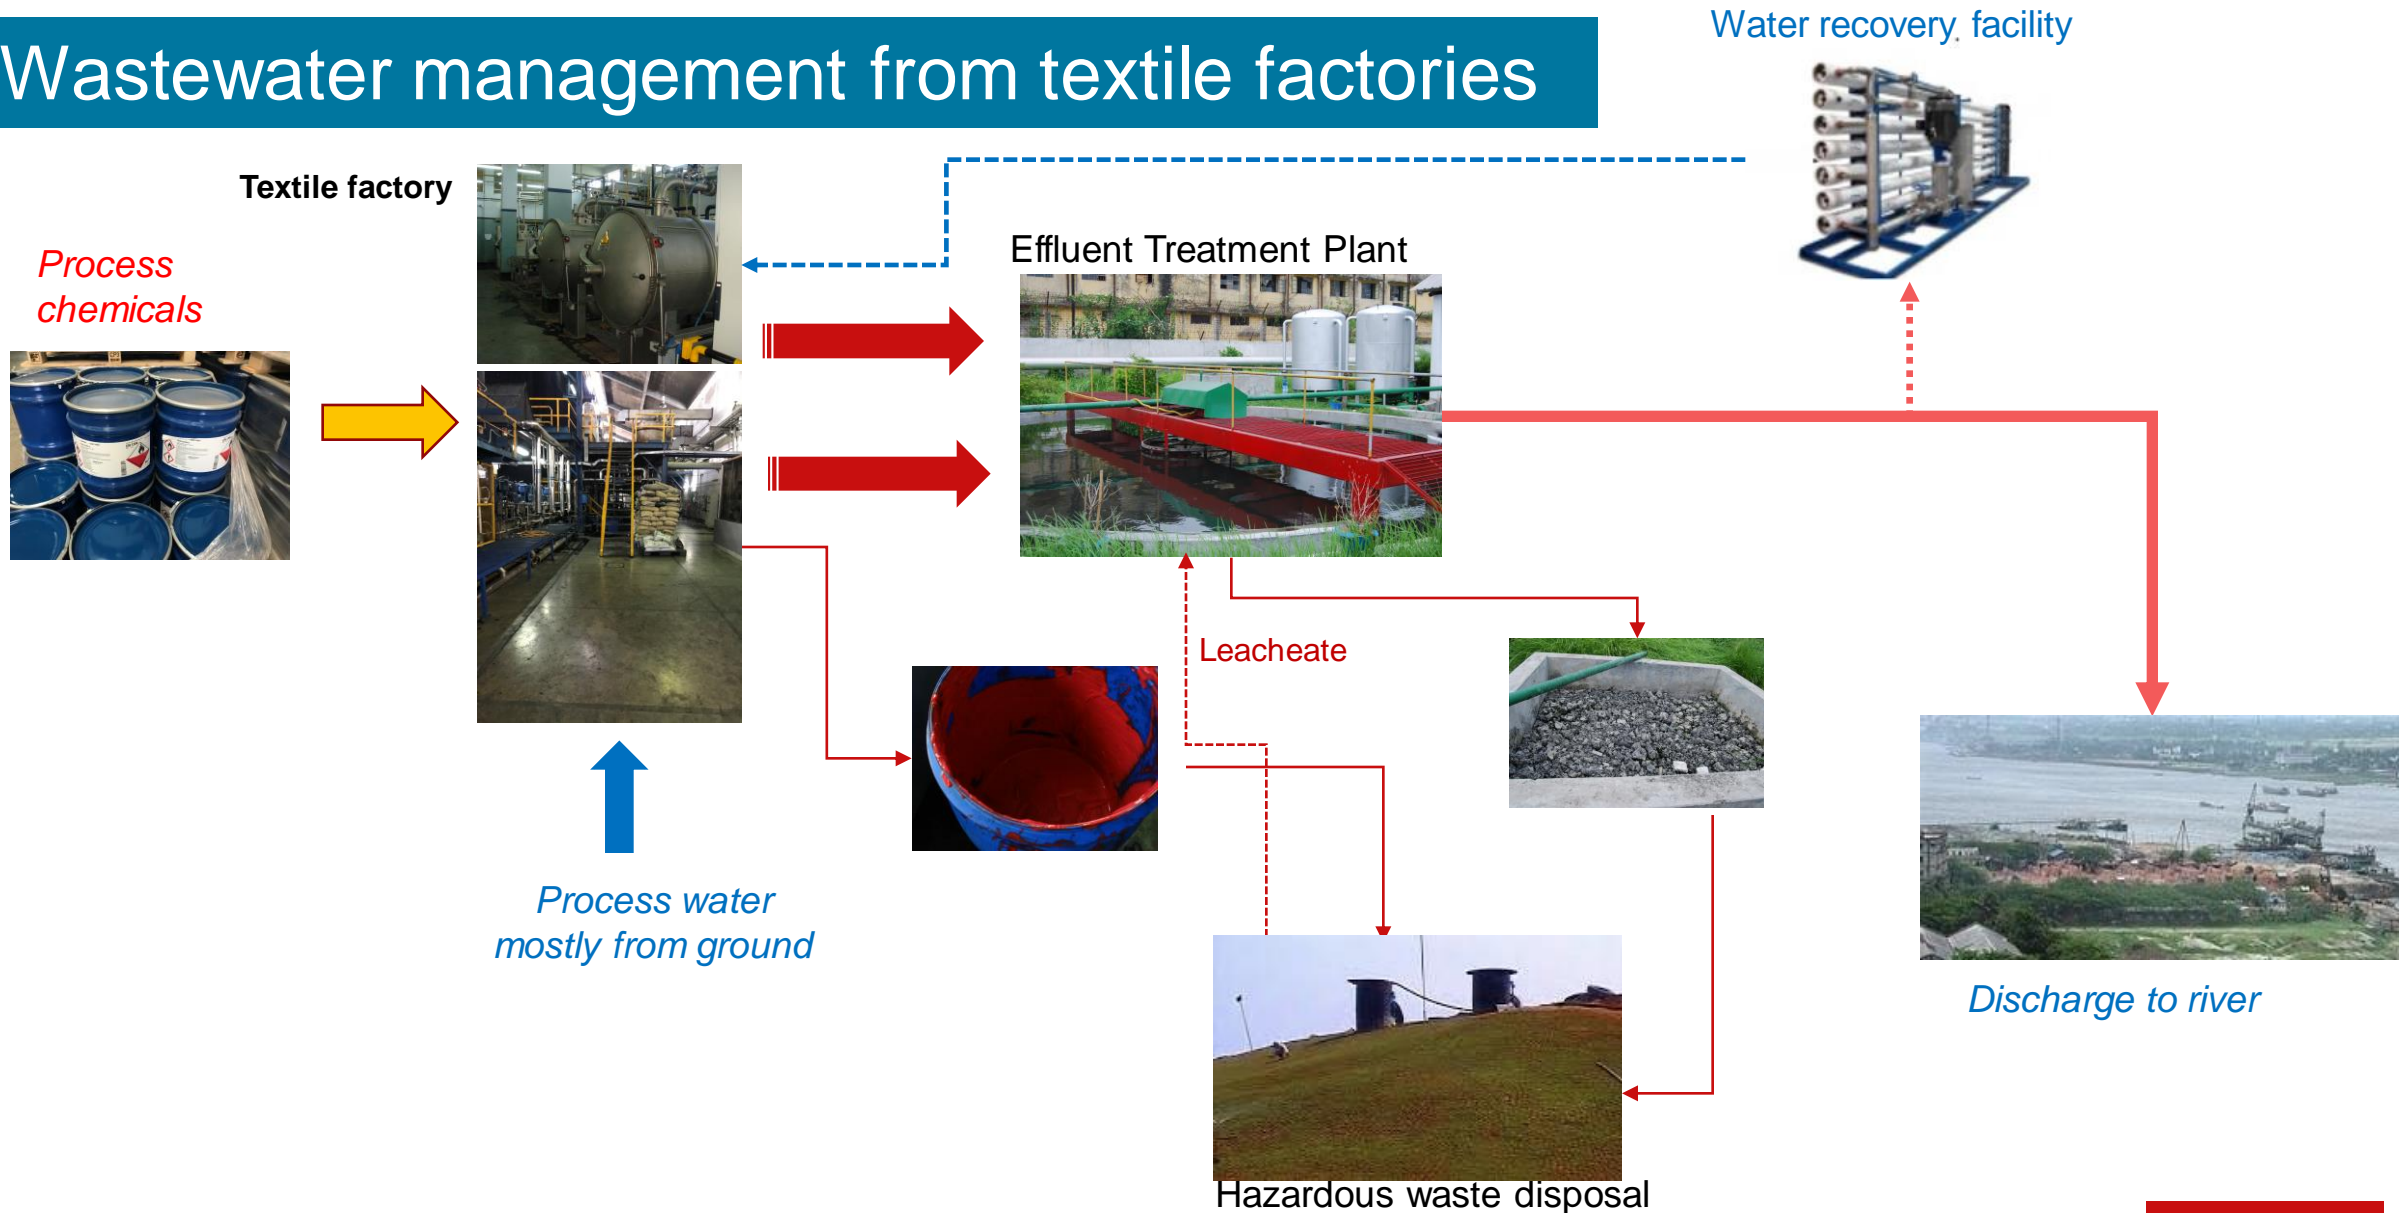 Water recovery. facility
Wastewater management from textile factories
Textile factory
Process
chemicals
Effluent Treatment Plant
Leacheate
Process water
mostly from ground
Discharge to river
Hazardous waste disposal